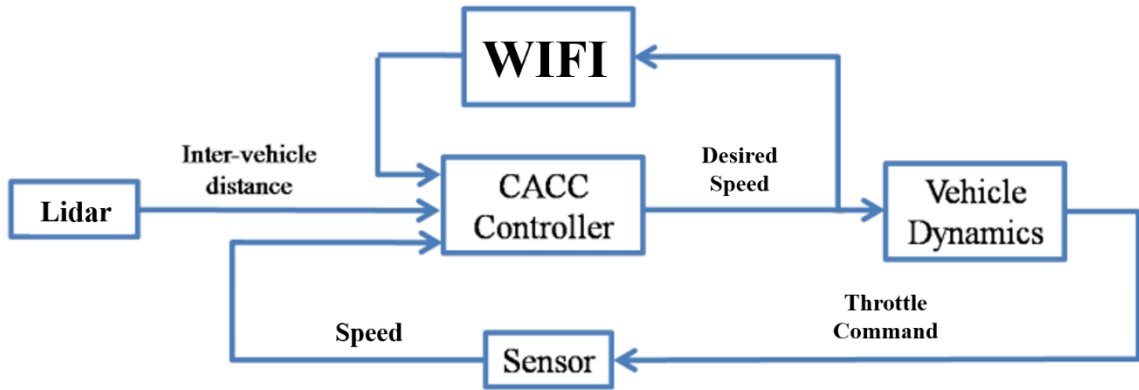 WIFI
Inter-vehicle
distance
Lidar
CACC
Controller
Desired
Speed
Vehicle
Dynamics
Throttle
Command
Speed
Sensor